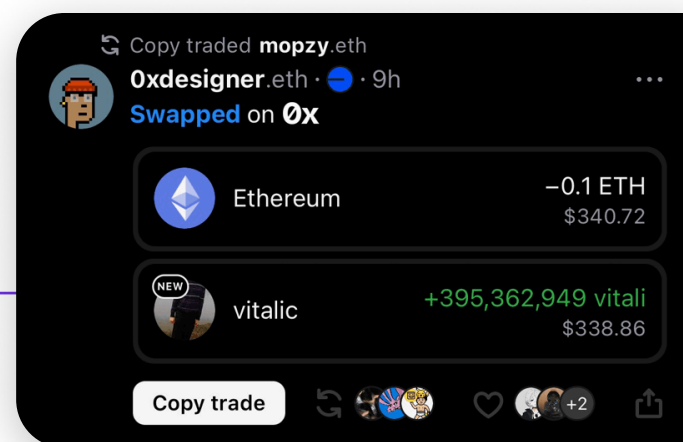 Copy traded mopzy.eth
0xdesigner.eth · · 9h
Swapped on 0x
Ethereum
−0.1 ETH
$340.72
NEW
vitalic
+395,362,949 vitali
$338.86
Copy trade
+2